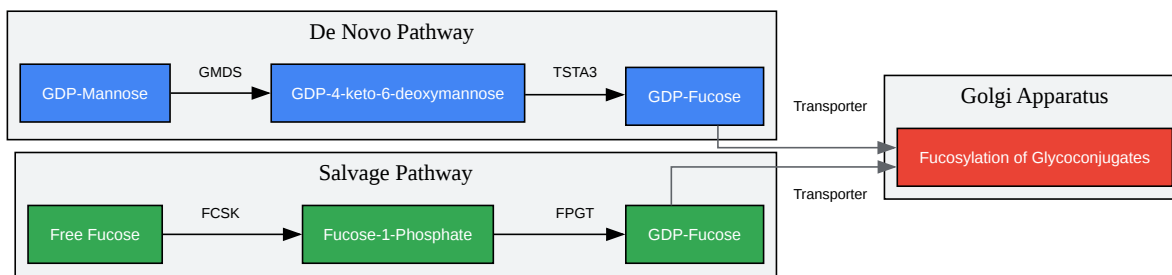 De Novo Pathway
GDP-Mannose
GMDS
GDP-4-keto-6-deoxymannose
TSTA3
GDP-Fucose
Transporter
Golgi Apparatus
Fucosylation of Glycoconjugates
Salvage Pathway
Free Fucose
FCSK
Fucose-1-Phosphate
FPGT
GDP-Fucose
Transporter